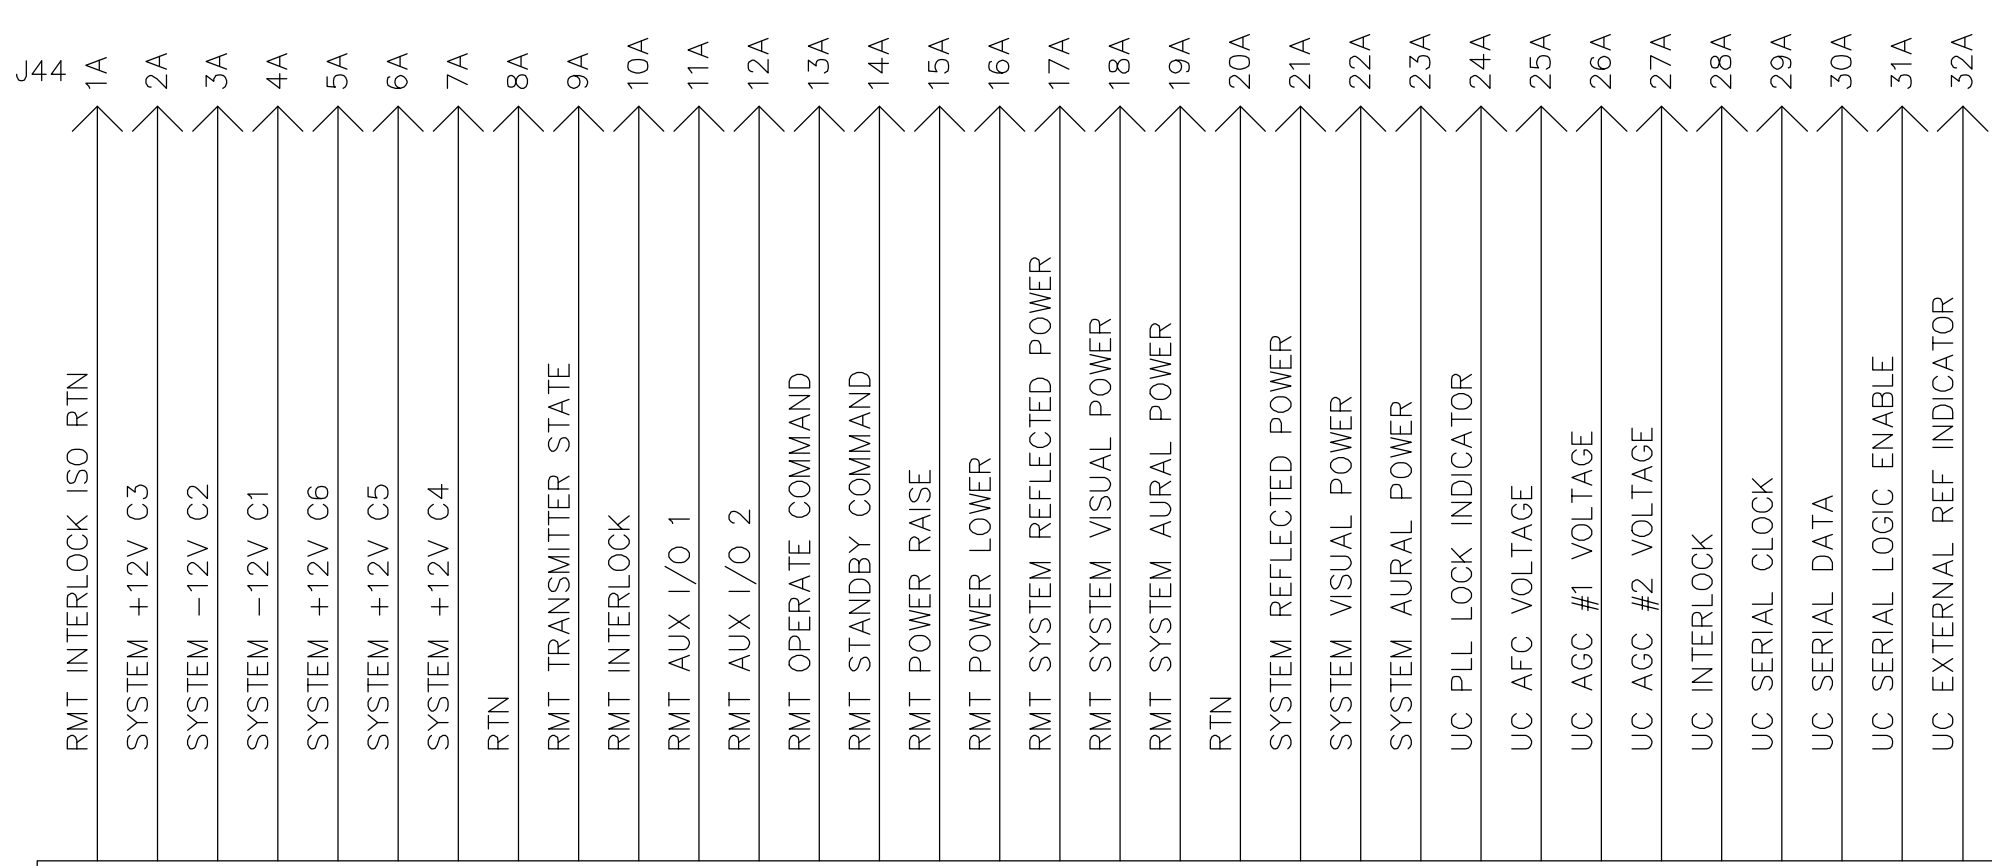 J44
1A
2A
3A
4A
5A
6A
7A
8A
9A
10A
11A
12A
13A
14A
15A
16A
17A
18A
19A
20A
21A
22A
23A
24A
25A
26A
27A
28A
29A
30A
31A
32A
RMT INTERLOCK ISO RTN
SYSTEM +12V C3
SYSTEM −12V C2
SYSTEM −12V C1
SYSTEM +12V C6
SYSTEM +12V C5
SYSTEM +12V C4
RTN
RMT TRANSMITTER STATE
RMT INTERLOCK
RMT AUX I/O 1
RMT AUX I/O 2
RMT OPERATE COMMAND
RMT STANDBY COMMAND
RMT POWER RAISE
RMT POWER LOWER
RMT SYSTEM REFLECTED POWER
RMT SYSTEM VISUAL POWER
RMT SYSTEM AURAL POWER
RTN
SYSTEM REFLECTED POWER
SYSTEM VISUAL POWER
SYSTEM AURAL POWER
UC PLL LOCK INDICATOR
UC AFC VOLTAGE
UC AGC #1 VOLTAGE
UC AGC #2 VOLTAGE
UC INTERLOCK
UC SERIAL CLOCK
UC SERIAL DATA
UC SERIAL LOGIC ENABLE
UC EXTERNAL REF INDICATOR